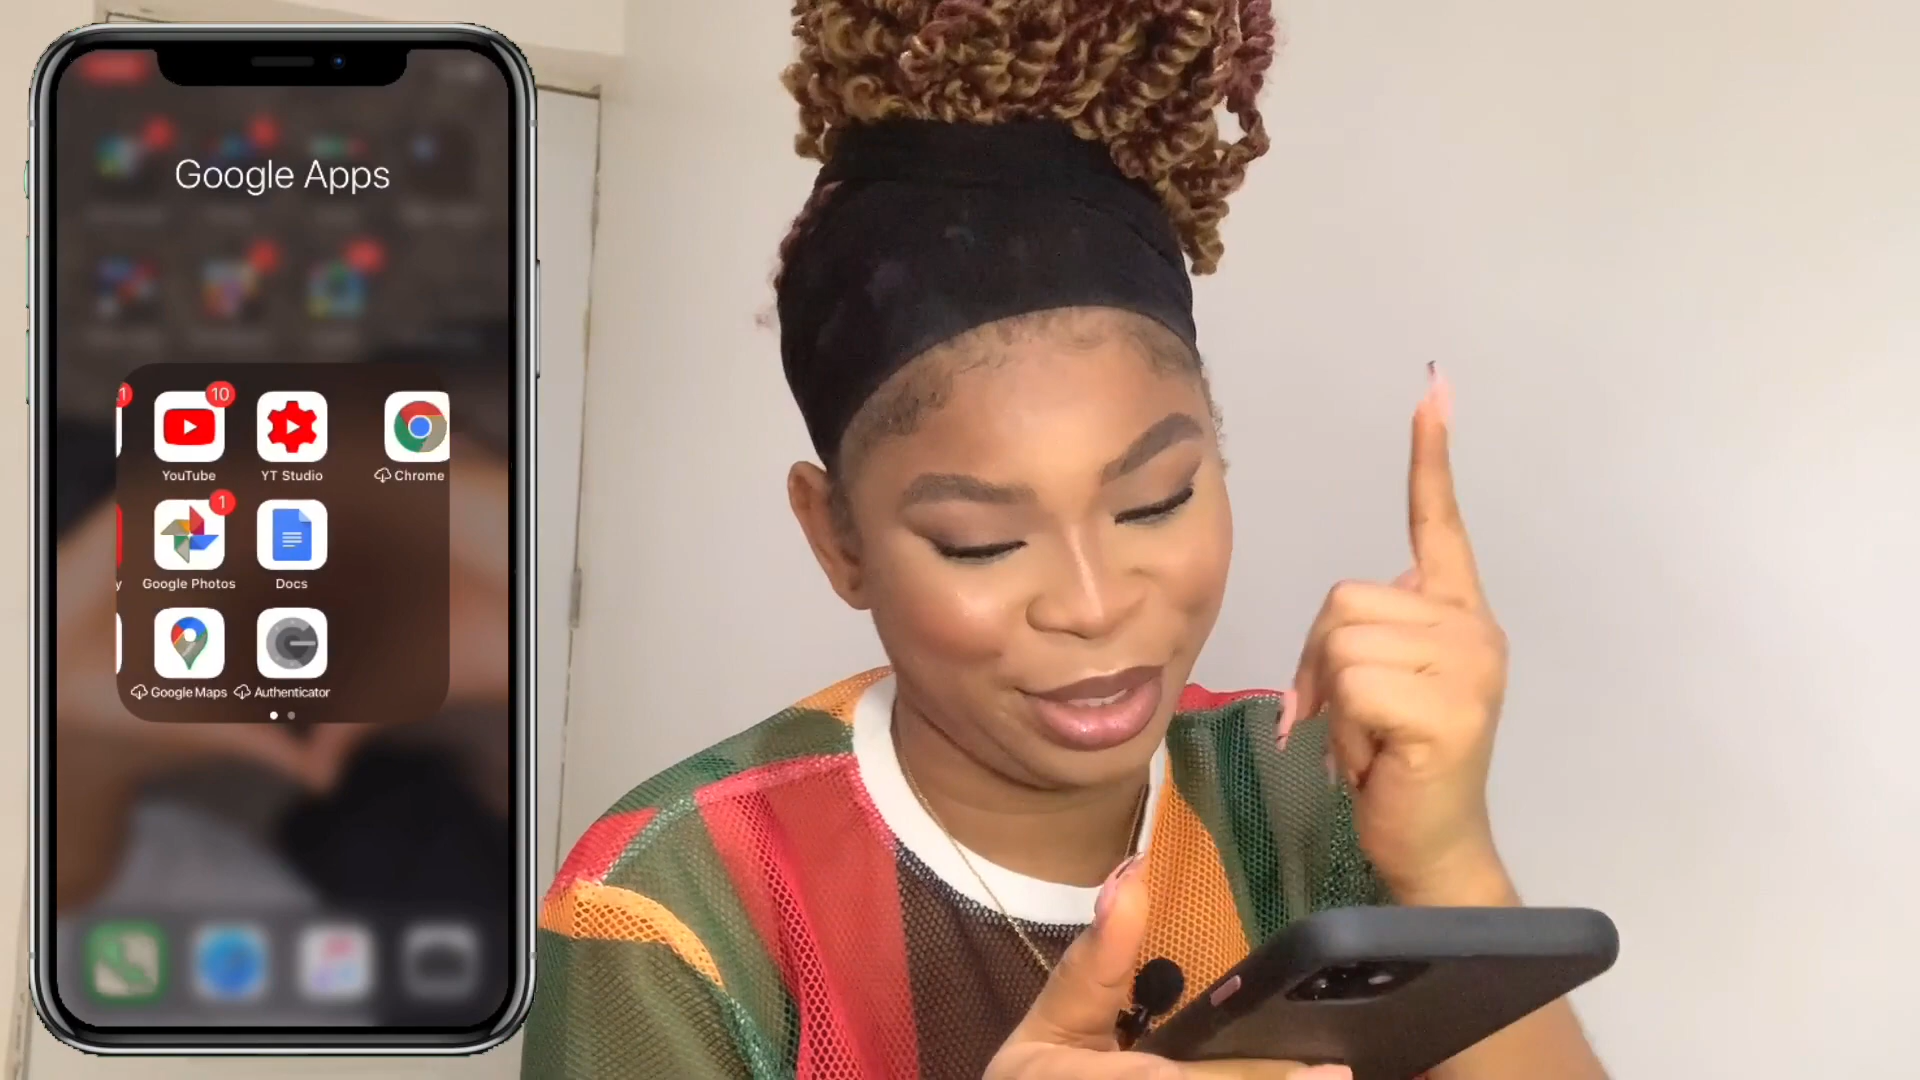 Google Apps
1 10
YouTube YT Studio Chrome
1
y Google Photos Docs
Google Maps Authenticator